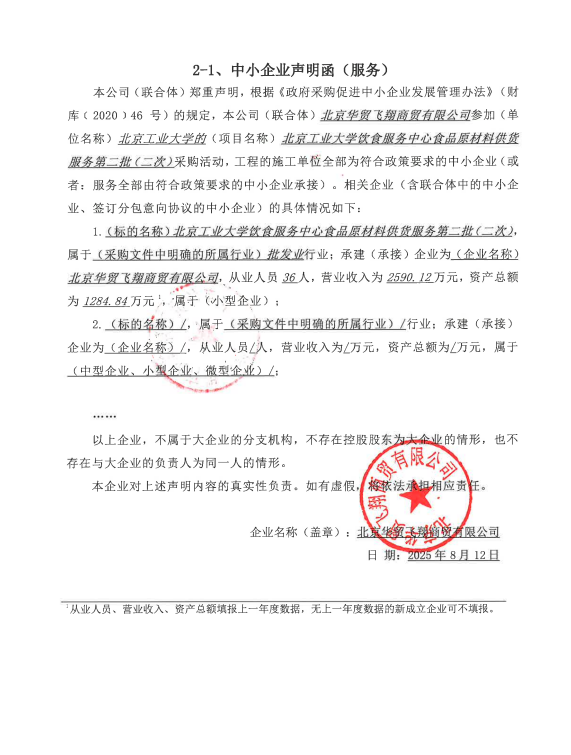 2-1、中小企业声明函（服务）
本公司（联合体）郑重声明，根据《政府采购促进中小企业发展管理办法》（财
库﹝2020﹞46 号）的规定，本公司（联合体）北京华贸飞翔商贸有限公司参加（单
位名称）北京工业大学的（项目名称）北京工业大学饮食服务中心食品原材料供货
服务第二批（二次）采购活动，工程的施工单位全部为符合政策要求的中小企业（或
者：服务全部由符合政策要求的中小企业承接）。相关企业（含联合体中的中小企
业、签订分包意向协议的中小企业）的具体情况如下：
1.（标的名称）北京工业大学饮食服务中心食品原材料供货服务第二批（二次），
属于（采购文件中明确的所属行业）批发业行业；承建（承接）企业为（企业名称）
北京华贸飞翔商贸有限公司，从业人员 36 人，营业收入为 2590.12 万元，资产总额
为 1284.84 万元¹，属于（小型企业）；
2.（标的名称）/，属于（采购文件中明确的所属行业）/行业；承建（承接）
企业为（企业名称）/，从业人员/人，营业收入为/万元，资产总额为/万元，属于
（中型企业、小型企业、微型企业）/；
……
以上企业，不属于大企业的分支机构，不存在控股股东为大企业的情形，也不
存在与大企业的负责人为同一人的情形。
本企业对上述声明内容的真实性负责。如有虚假，将依法承担相应责任。
企业名称（盖章）：北京华贸飞翔商贸有限公司
日 期：2025 年 8 月 12 日
¹从业人员、营业收入、资产总额填报上一年度数据，无上一年度数据的新成立企业可不填报。
北京华贸飞翔商贸有限公司